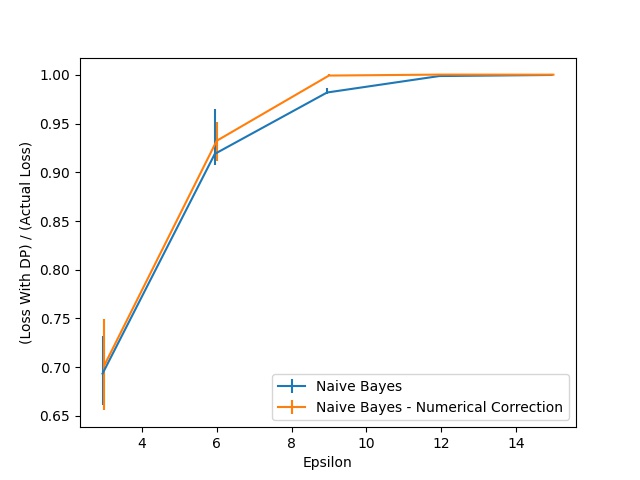 1.00
0.95
0.90
0.85
0.80
0.75
0.70
0.65
(Loss With DP) / (Actual Loss)
Naive Bayes
Naive Bayes - Numerical Correction
4 6 8 10 12 14
Epsilon